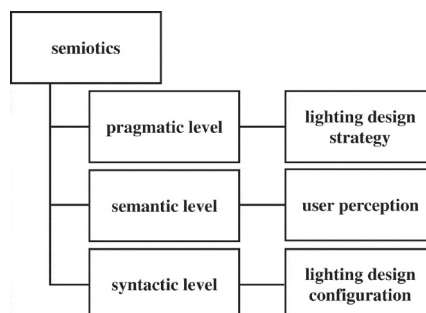 semiotics
pragmatic level
lighting design
strategy
semantic level
user perception
syntactic level
lighting design
configuration